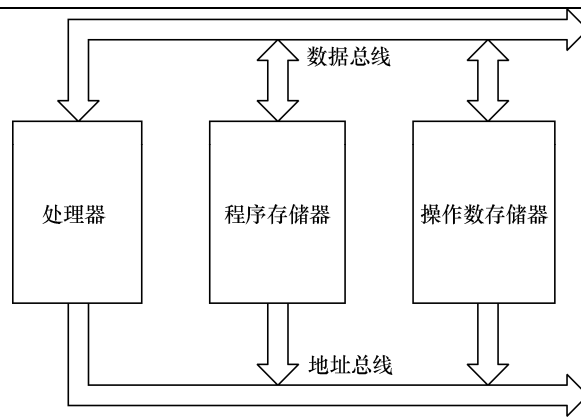 数据总线
处理器
程序存储器
操作数存储器
地址总线